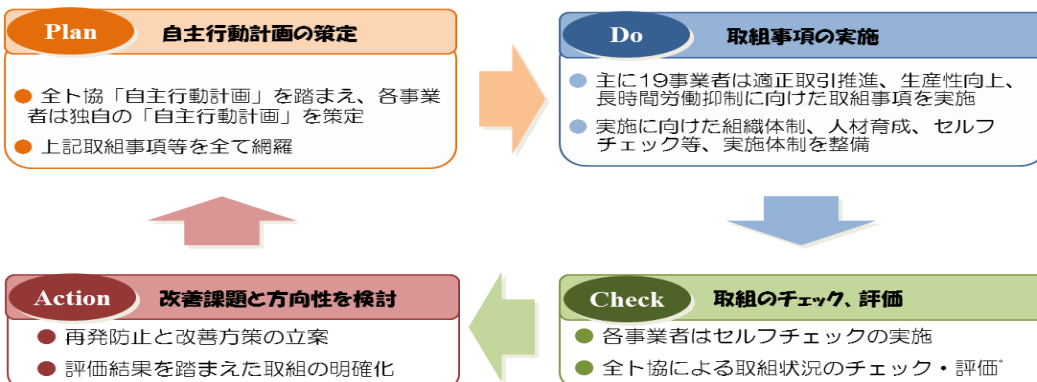 Plan 自主行動計画の策定
● 全ト協「自主行動計画」を踏まえ、各事業
者は独自の「自主行動計画」を策定
● 上記取組事項等を全て網羅
Do 取組事項の実施
● 主に19事業者は適正取引推進、生産性向上、
長時間労働抑制に向けた取組事項を実施
● 実施に向けた組織体制、人材育成、セルフ
チェック等、実施体制を整備
Action 改善課題と方向性を検討
● 再発防止と改善方策の立案
● 評価結果を踏まえた取組の明確化
Check 取組のチェック、評価
● 各事業者はセルフチェックの実施
● 全ト協による取組状況のチェック・評価*